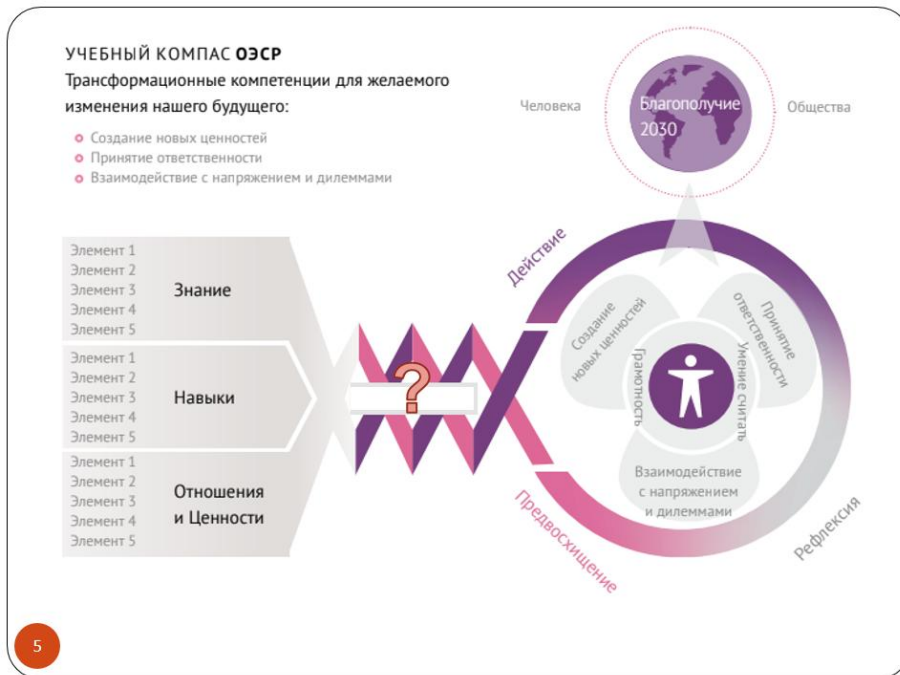 УЧЕБНЫЙ КОМПАС ОЭСР
Трансформационные компетенции для желаемого
изменения нашего будущего:
Создание новых ценностей
Принятие ответственности
Взаимодействие с напряжением и дилеммами
Человека
Благополучие
2030
Общества
Элемент 1
Элемент 2
Элемент 3
Элемент 4
Элемент 5
Знание
Элемент 1
Элемент 2
Элемент 3
Элемент 4
Элемент 5
Навыки
Элемент 1
Элемент 2
Элемент 3
Элемент 4
Элемент 5
Отношения
и Ценности
?
Действие
Создание
новых ценностей
Принятие
ответственности
Грамотность
Умение считать
Взаимодействие
с напряжением
и дилеммами
Предвосхищение
Рефлексия
5